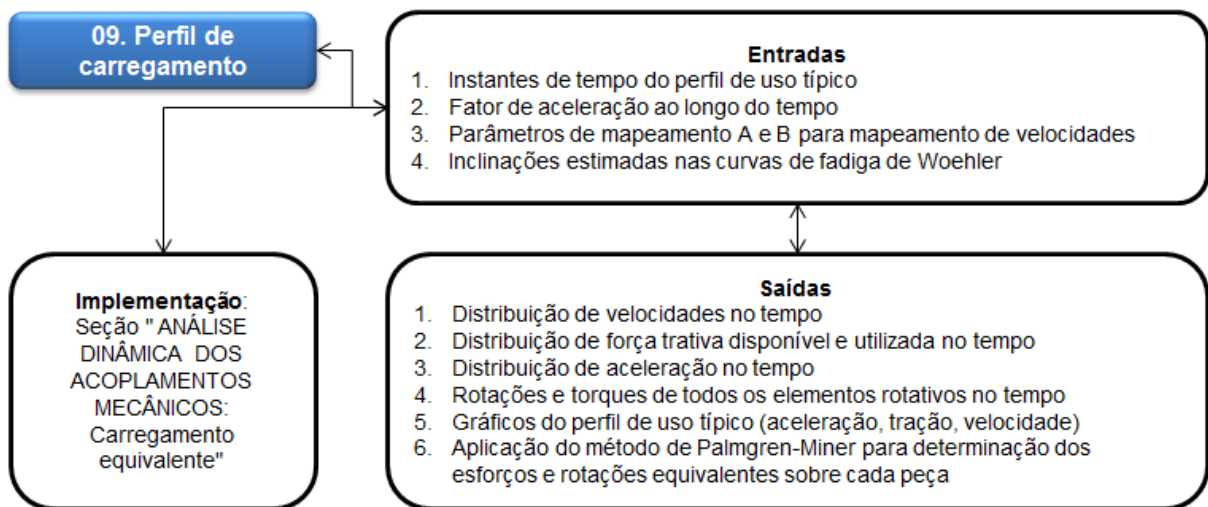 09. Perfil de
carregamento
Entradas
1. Instantes de tempo do perfil de uso típico
2. Fator de aceleração ao longo do tempo
3. Parâmetros de mapeamento A e B para mapeamento de velocidades
4. Inclinações estimadas nas curvas de fadiga de Woehler
Implementação:
Seção " ANÁLISE
DINÂMICA DOS
ACOPLAMENTOS
MECÂNICOS:
Carregamento
equivalente"
Saídas
1. Distribuição de velocidades no tempo
2. Distribuição de força trativa disponível e utilizada no tempo
3. Distribuição de aceleração no tempo
4. Rotações e torques de todos os elementos rotativos no tempo
5. Gráficos do perfil de uso típico (aceleração, tração, velocidade)
6. Aplicação do método de Palmgren-Miner para determinação dos
esforços e rotações equivalentes sobre cada peça